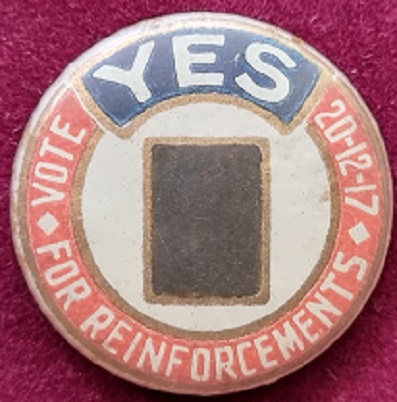 YES
VOTE ◆ FOR REINFORCEMENTS ◆ 20-12-17